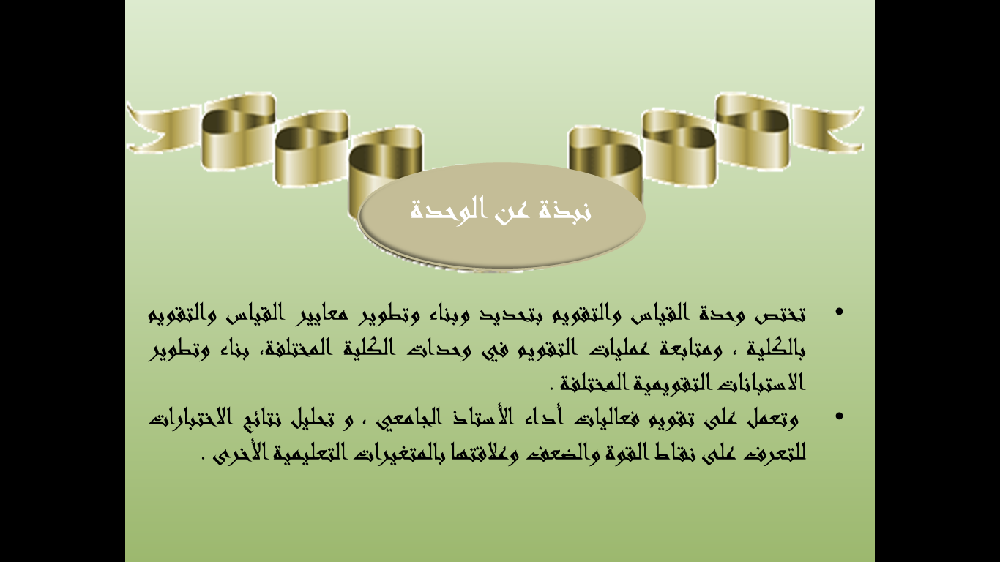 نبذة عن الوحدة
• تختص وحدة القياس والتقويم بتحديد وبناء وتطوير معايير القياس والتقويم
بالكلية ، ومتابعة عمليات التقويم في وحدات الكلية المختلفة، بناء وتطوير
الاستبانات التقويمية المختلفة .
• وتعمل على تقويم فعاليات أداء الأستاذ الجامعي ، و تحليل نتائج الاختبارات
للتعرف على نقاط القوة والضعف وعلاقتها بالمتغيرات التعليمية الأخرى .